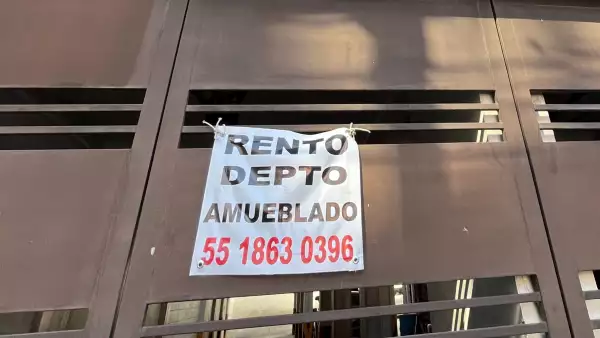 RENTO
DEPTO
AMUEBLADO
55 1863 0396